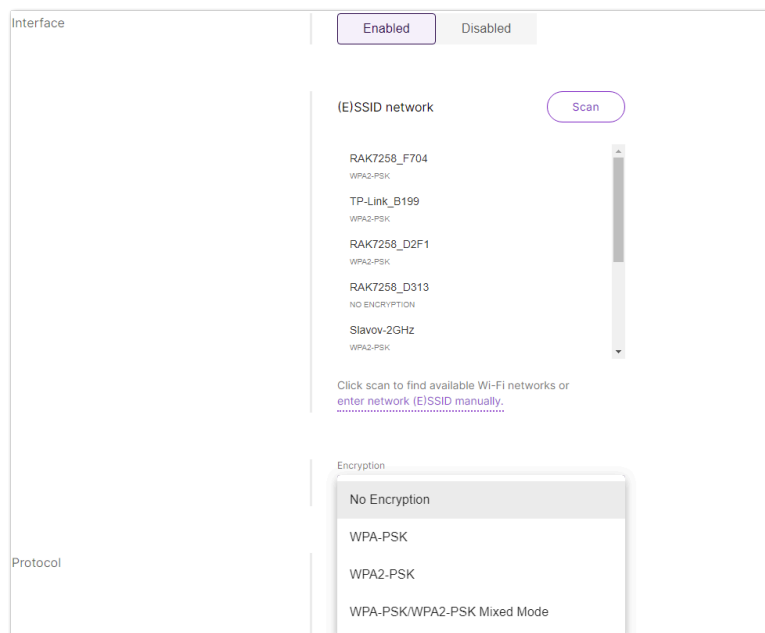 Interface
Enabled Disabled
(E)SSID network
Scan
RAK7258_F704
WPA2-PSK
TP-Link_B199
WPA2-PSK
RAK7258_D2F1
WPA2-PSK
RAK7258_D313
NO ENCRYPTION
Slavov-2GHz
WPA2-PSK
Click scan to find available Wi-Fi networks or
enter network (E)SSID manually.
Encryption
No Encryption
WPA-PSK
Protocol
WPA2-PSK
WPA-PSK/WPA2-PSK Mixed Mode